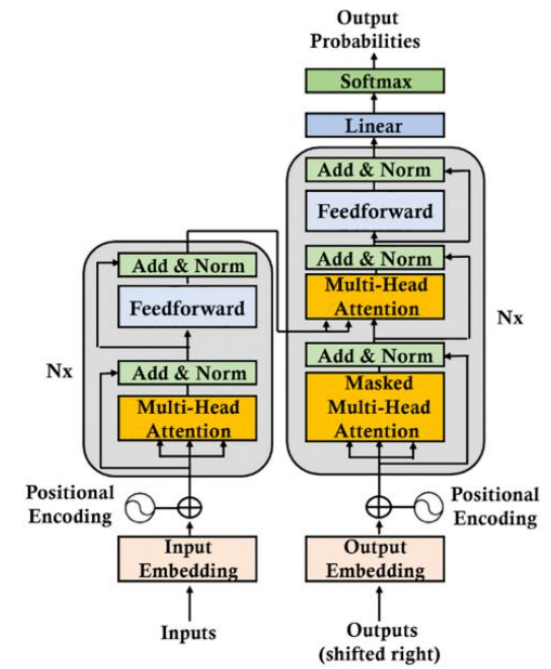 Output
Probabilities
Softmax
Linear
Add & Norm
Feedforward
Add & Norm
Multi-Head
Attention
Nx
Add & Norm
Masked
Multi-Head
Attention
Add & Norm
Feedforward
Nx
Add & Norm
Multi-Head
Attention
Positional
Encoding
Positional
Encoding
Input
Embedding
Output
Embedding
Inputs
Outputs
(shifted right)